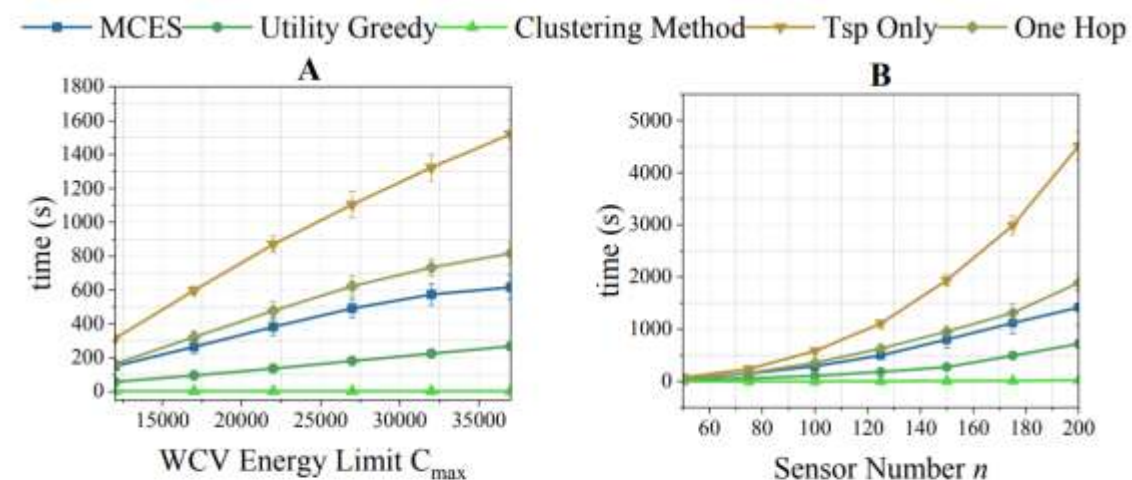 MCES Utility Greedy Clustering Method Tsp Only One Hop
A
1800
1600
1400
1200
1000
800
600
400
200
0
time (s)
15000 20000 25000 30000 35000
WCV Energy Limit Cmax
B
5000
4000
3000
2000
1000
0
time (s)
60 80 100 120 140 160 180 200
Sensor Number n